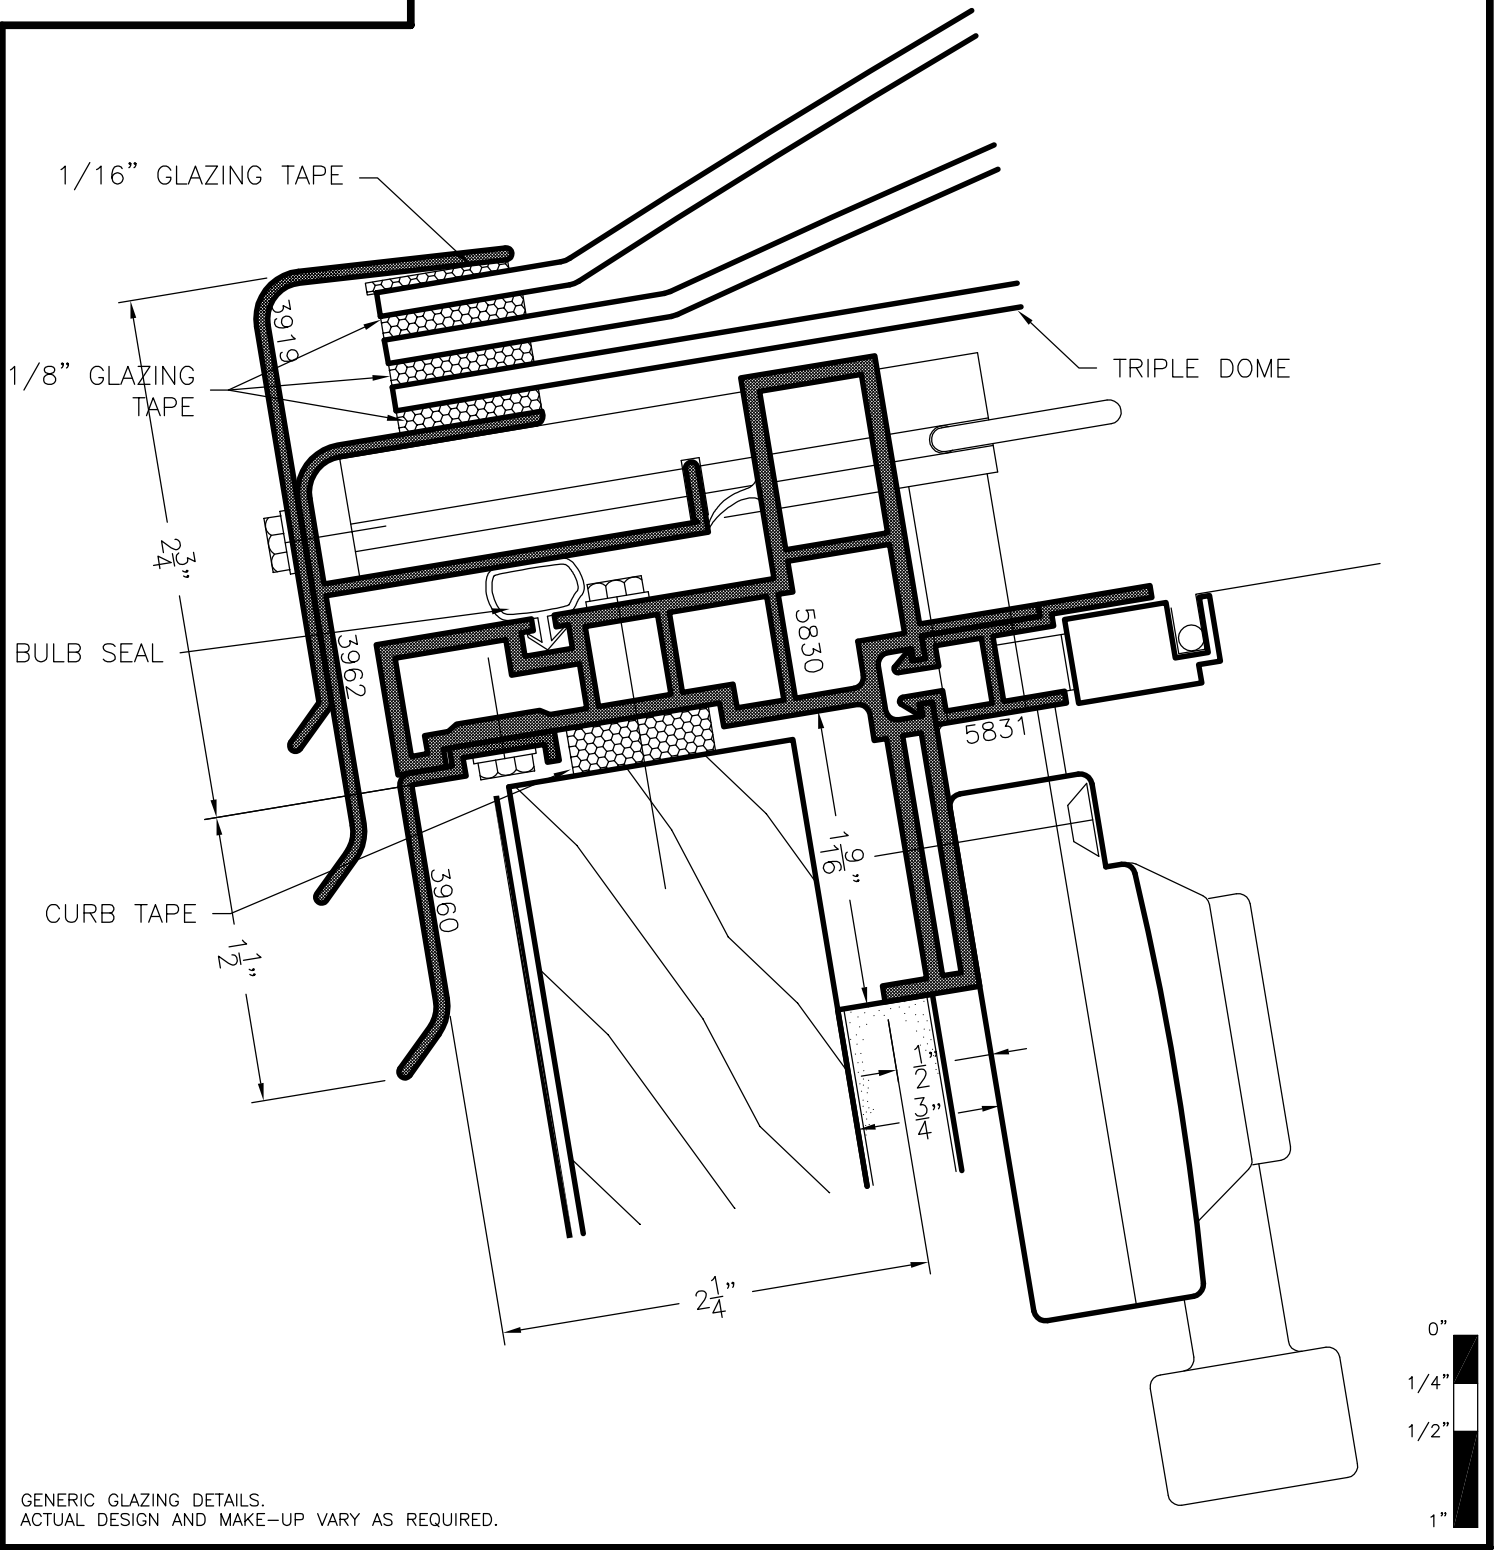 1/16” GLAZING TAPE
3919
1/8” GLAZING
TAPE
TRIPLE DOME
2 3/4”
BULB SEAL
3962
5830
5831
1 9/16”
3960
CURB TAPE
1 1/2”
1/2”
3/4”
2 1/4”
0”
1/4”
1/2”
1”
GENERIC GLAZING DETAILS.
ACTUAL DESIGN AND MAKE–UP VARY AS REQUIRED.